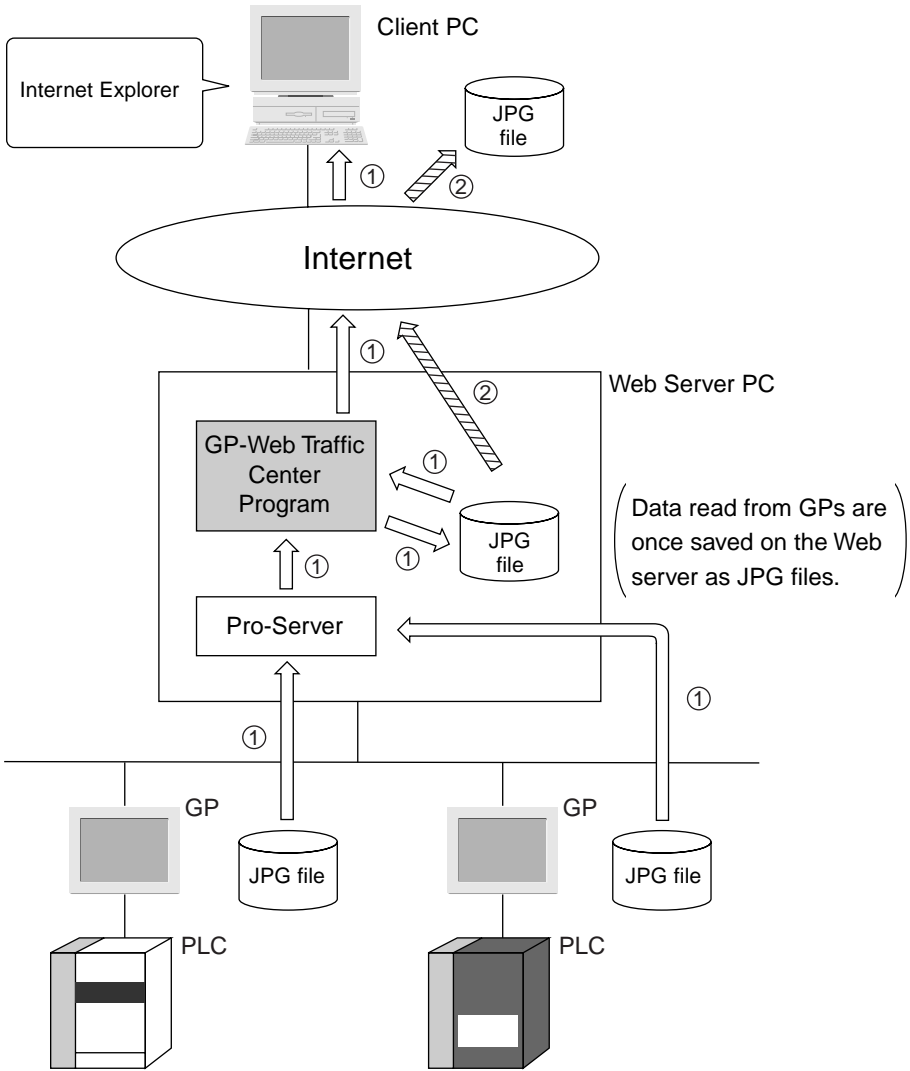 Client PC
Internet Explorer
JPG
file
①
②
Internet
①
Web Server PC
②
GP-Web Traffic
Center
Program
①
JPG
file
①
①
Data read from GPs are
once saved on the Web
server as JPG files.
Pro-Server
①
①
GP
JPG file
GP
JPG file
PLC
PLC